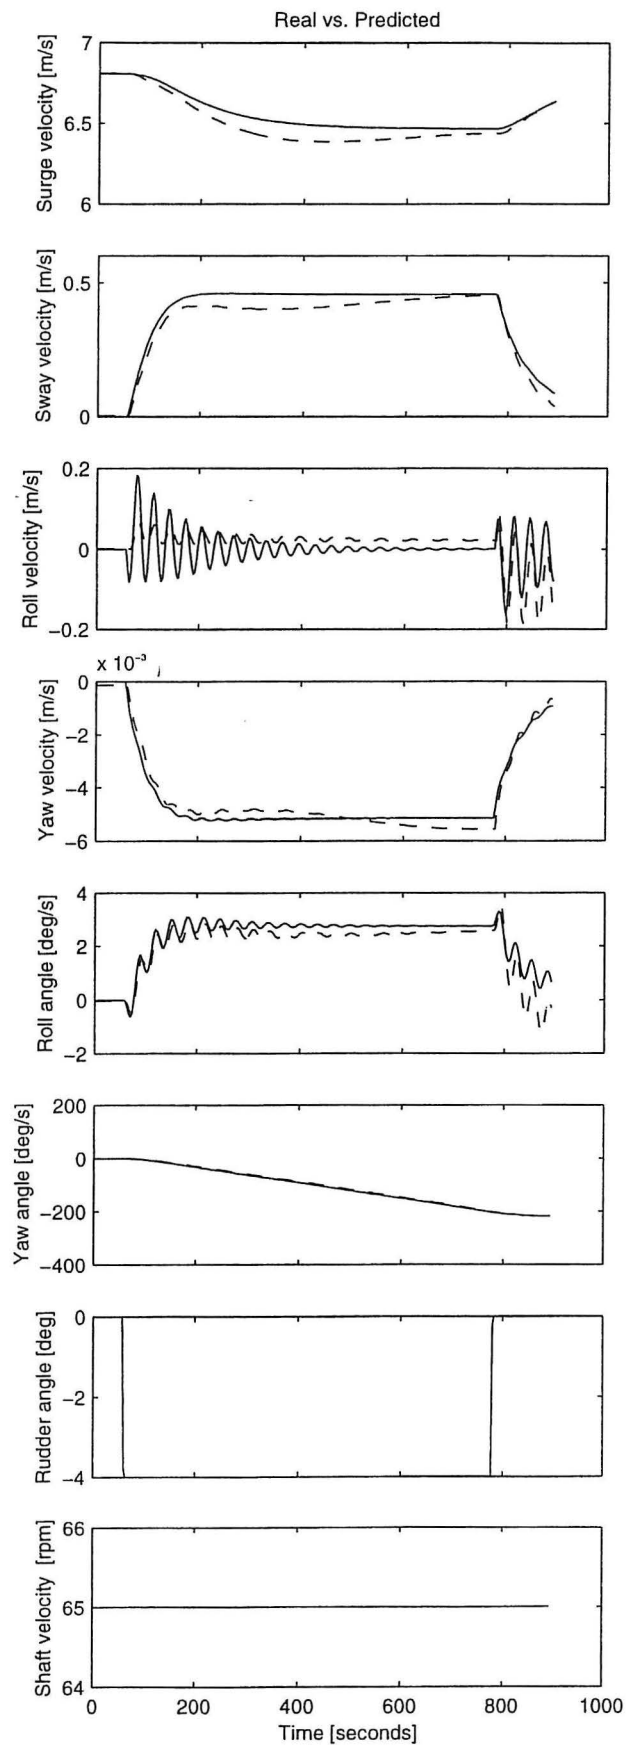 Real vs. Predicted
Surge velocity [m/s]
7
6.5
6
Sway velocity [m/s]
0.5
0
Roll velocity [m/s]
0.2
0
−0.2
Yaw velocity [m/s]
x 10⁻³
0
−2
−4
−6
Roll angle [deg/s]
4
2
0
−2
Yaw angle [deg/s]
200
0
−200
−400
Rudder angle [deg]
0
−2
−4
Shaft velocity [rpm]
66
65
64
0 200 400 600 800 1000
Time [seconds]